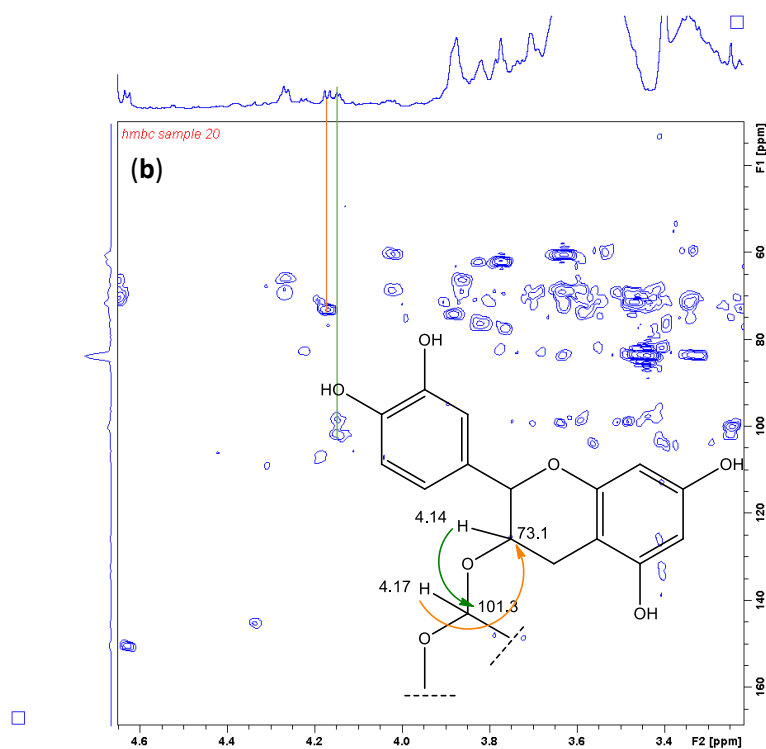 hmbc sample 20
(b)
F1 [ppm]
60
80
100
120
140
160
OH
HO
O
OH
4.14
H
73.1
O
4.17
H
101.3
OH
O
4.6
4.4
4.2
4.0
3.8
3.6
3.4
F2 [ppm]